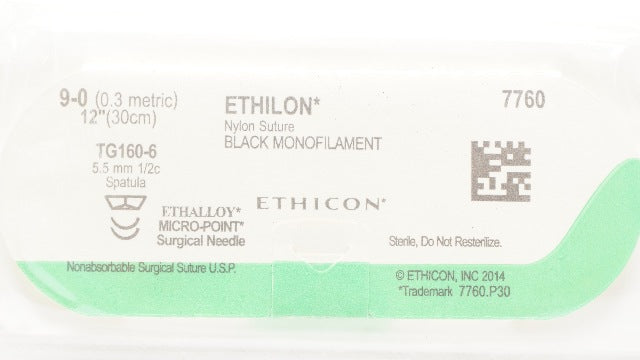 9-0 (0.3 metric)
12"(30cm)
TG160-6
5.5 mm 1/2c
Spatula
ETHALLOY*
MICRO-POINT*
Surgical Needle
Nonabsorbable Surgical Suture U.S.P.
ETHILON*
Nylon Suture
BLACK MONOFILAMENT
ETHICON*
7760
Sterile, Do Not Resterilize.
© ETHICON, INC 2014
*Trademark 7760.P30